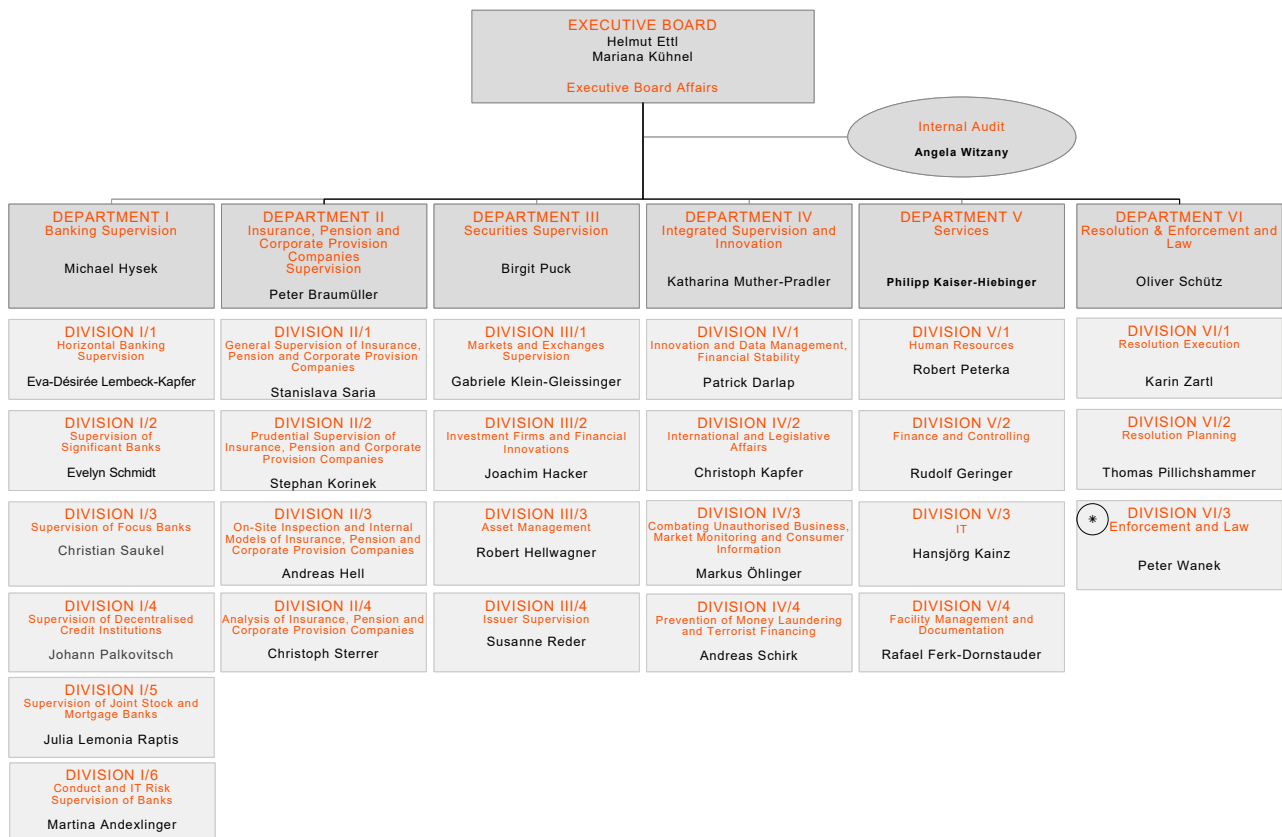 EXECUTIVE BOARD
Helmut Ettl
Mariana Kühnel
Executive Board Affairs
Internal Audit
Angela Witzany
DEPARTMENT I
Banking Supervision
Michael Hysek
DEPARTMENT II
Insurance, Pension and
Corporate Provision
Companies
Supervision
Peter Braumüller
DEPARTMENT III
Securities Supervision
Birgit Puck
DEPARTMENT IV
Integrated Supervision and
Innovation
Katharina Muther-Pradler
DEPARTMENT V
Services
Philipp Kaiser-Hiebinger
DEPARTMENT VI
Resolution & Enforcement and
Law
Oliver Schütz
DIVISION I/1
Horizontal Banking
Supervision
Eva-Désirée Lembeck-Kapfer
DIVISION II/1
General Supervision of Insurance,
Pension and Corporate Provision
Companies
Stanislava Saria
DIVISION III/1
Markets and Exchanges
Supervision
Gabriele Klein-Gleissinger
DIVISION IV/1
Innovation and Data Management,
Financial Stability
Patrick Darlap
DIVISION V/1
Human Resources
Robert Peterka
DIVISION VI/1
Resolution Execution
Karin Zartl
DIVISION I/2
Supervision of
Significant Banks
Evelyn Schmidt
DIVISION II/2
Prudential Supervision of
Insurance, Pension and Corporate
Provision Companies
Stephan Korinek
DIVISION III/2
Investment Firms and Financial
Innovations
Joachim Hacker
DIVISION IV/2
International and Legislative
Affairs
Christoph Kapfer
DIVISION V/2
Finance and Controlling
Rudolf Geringer
DIVISION VI/2
Resolution Planning
Thomas Pillichshammer
DIVISION I/3
Supervision of Focus Banks
Christian Saukel
DIVISION II/3
On-Site Inspection and Internal
Models of Insurance, Pension and
Corporate Provision Companies
Andreas Hell
DIVISION III/3
Asset Management
Robert Hellwagner
DIVISION IV/3
Combating Unauthorised Business,
Market Monitoring and Consumer
Information
Markus Öhlinger
DIVISION V/3
IT
Hansjörg Kainz
*
DIVISION VI/3
Enforcement and Law
Peter Wanek
DIVISION I/4
Supervision of Decentralised
Credit Institutions
Johann Palkovitsch
DIVISION II/4
Analysis of Insurance, Pension and
Corporate Provision Companies
Christoph Sterrer
DIVISION III/4
Issuer Supervision
Susanne Reder
DIVISION IV/4
Prevention of Money Laundering
and Terrorist Financing
Andreas Schirk
DIVISION V/4
Facility Management and
Documentation
Rafael Ferk-Dornstauder
DIVISION I/5
Supervision of Joint Stock and
Mortgage Banks
Julia Lemonia Raptis
DIVISION I/6
Conduct and IT Risk
Supervision of Banks
Martina Andexlinger